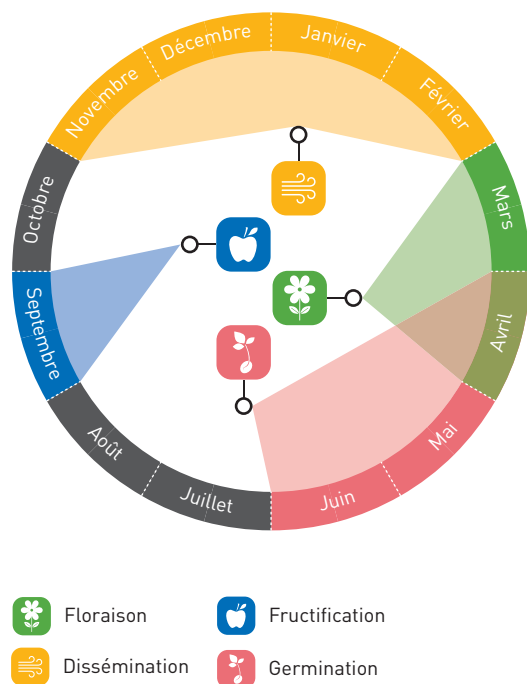 Janvier
Février
Mars
Avril
Mai
Juin
Juillet
Août
Septembre
Octobre
Novembre
Décembre
Floraison
Fructification
Dissémination
Germination